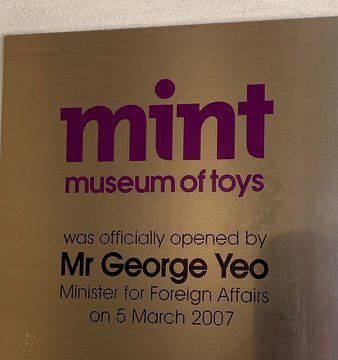 mint
museum of toys
was officially opened by
Mr George Yeo
Minister for Foreign Affairs
on 5 March 2007